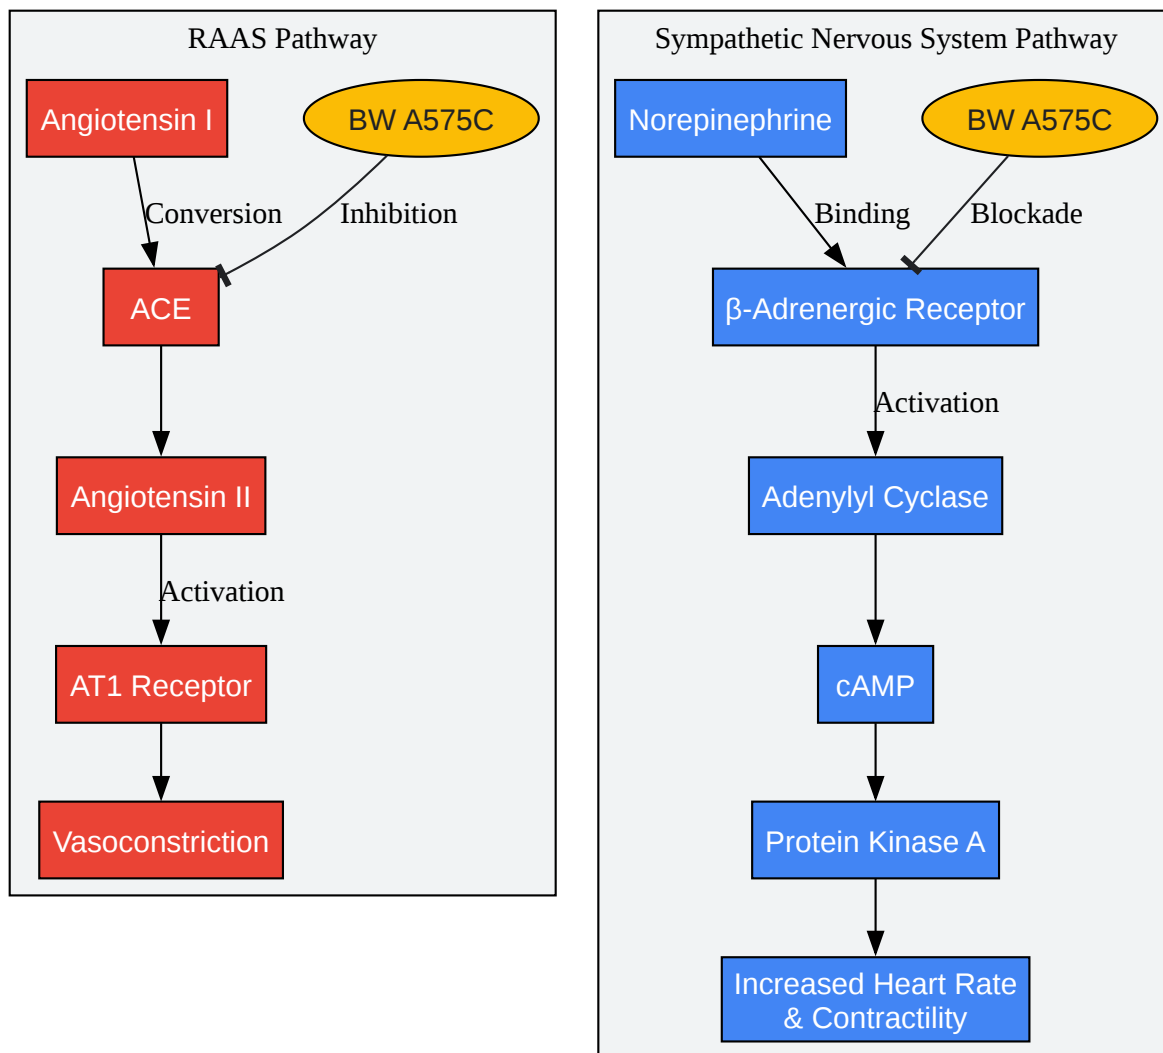 RAAS Pathway
Angiotensin I
BW A575C
Conversion
Inhibition
ACE
Angiotensin II
Activation
AT1 Receptor
Vasoconstriction
Sympathetic Nervous System Pathway
Norepinephrine
BW A575C
Binding
Blockade
β-Adrenergic Receptor
Activation
Adenylyl Cyclase
cAMP
Protein Kinase A
Increased Heart Rate
& Contractility